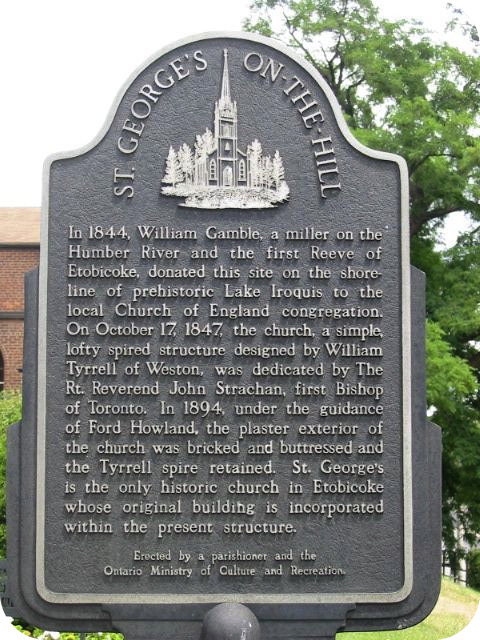 ST. GEORGE'S ON-THE-HILL
In 1844, William Gamble, a miller on the
Humber River and the first Reeve of
Etobicoke, donated this site on the shore-
line of prehistoric Lake Iroquis to the
local Church of England congregation.
On October 17, 1847, the church, a simple,
lofty spired structure designed by William
Tyrrell of Weston, was dedicated by The
Rt. Reverend John Strachan, first Bishop
of Toronto. In 1894, under the guidance
of Ford Howland, the plaster exterior of
the church was bricked and buttressed and
the Tyrrell spire retained. St. George's
is the only historic church in Etobicoke
whose original building is incorporated
within the present structure.
Erected by a parishioner and the
Ontario Ministry of Culture and Recreation.